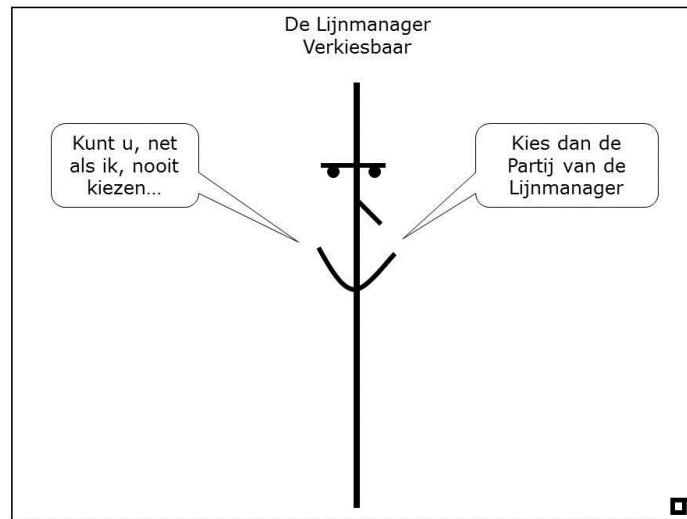 De Lijnmanager
Verkiesbaar
Kunt u, net
als ik, nooit
kiezen...
Kies dan de
Partij van de
Lijnmanager